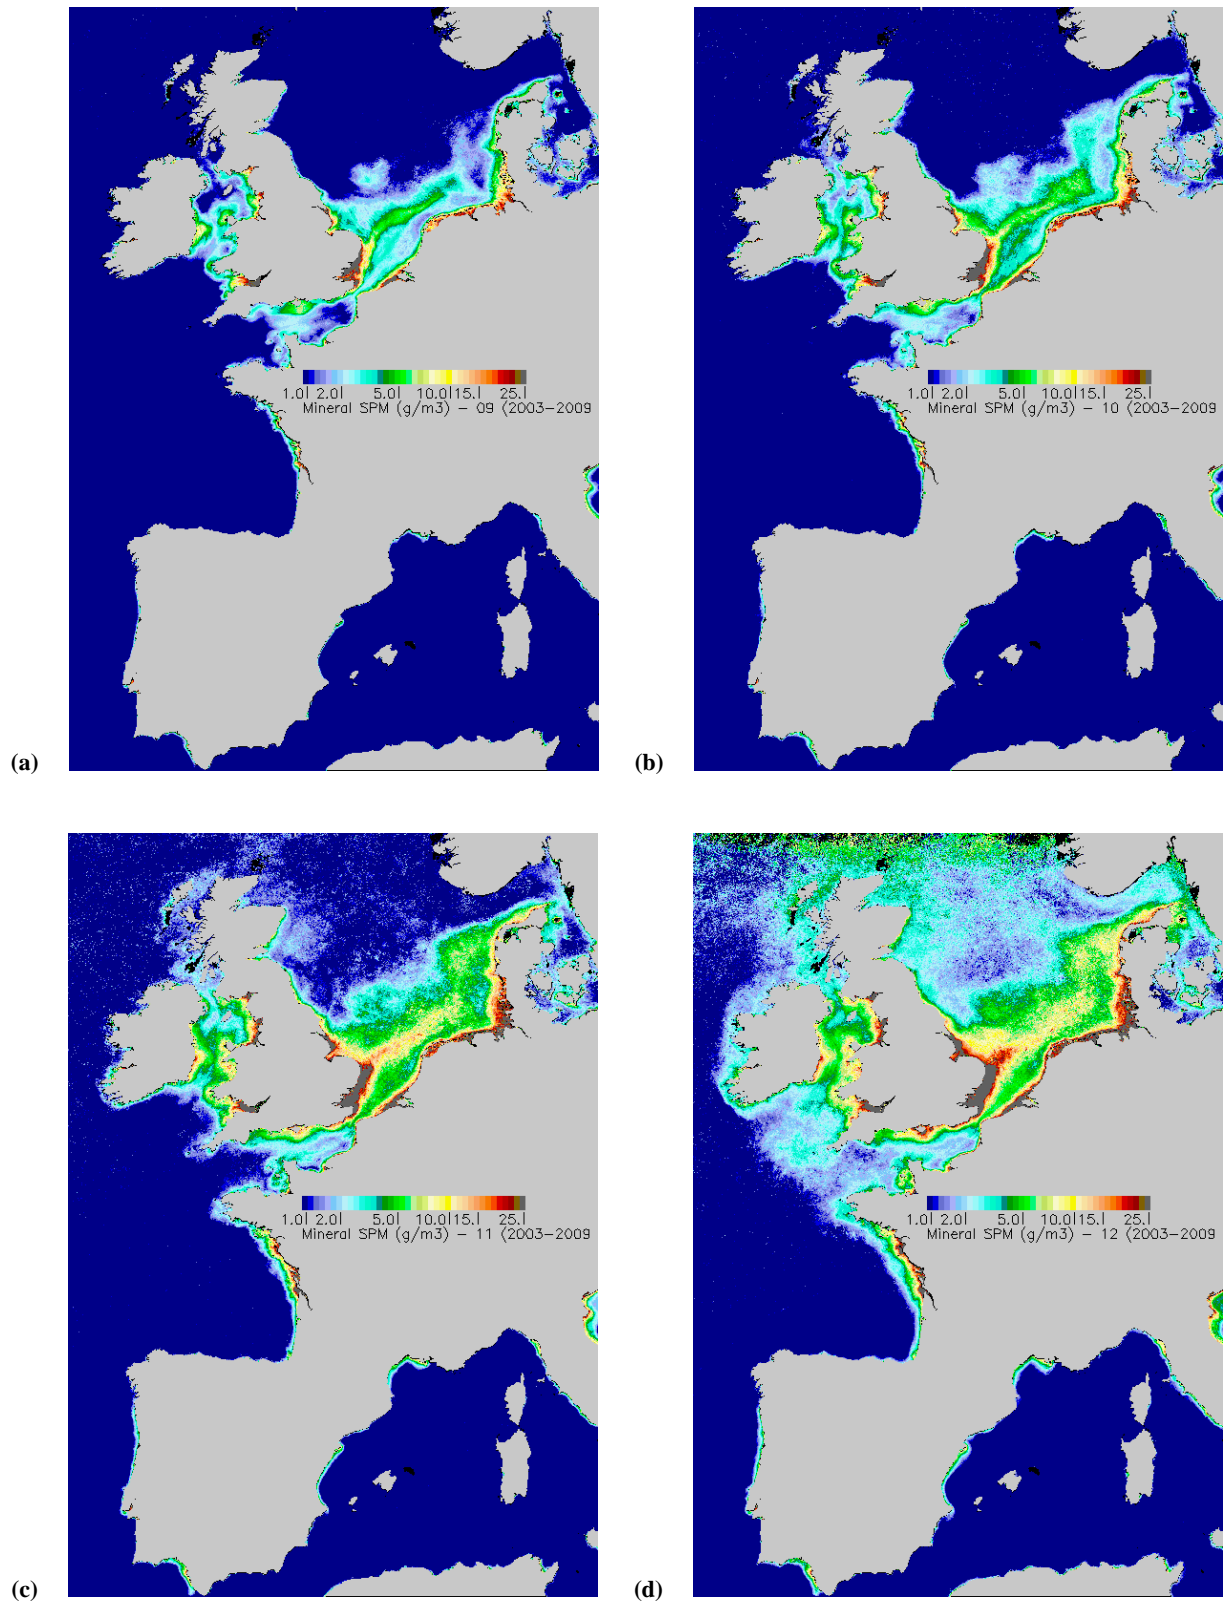 1.0| 2.0| 5.0| 10.0|15.| 25.|
Mineral SPM (g/m3) – 09 (2003–2009
(a)
1.0| 2.0| 5.0| 10.0|15.| 25.|
Mineral SPM (g/m3) – 10 (2003–2009
(b)
1.0| 2.0| 5.0| 10.0|15.| 25.|
Mineral SPM (g/m3) – 11 (2003–2009
(c)
1.0| 2.0| 5.0| 10.0|15.| 25.|
Mineral SPM (g/m3) – 12 (2003–2009
(d)